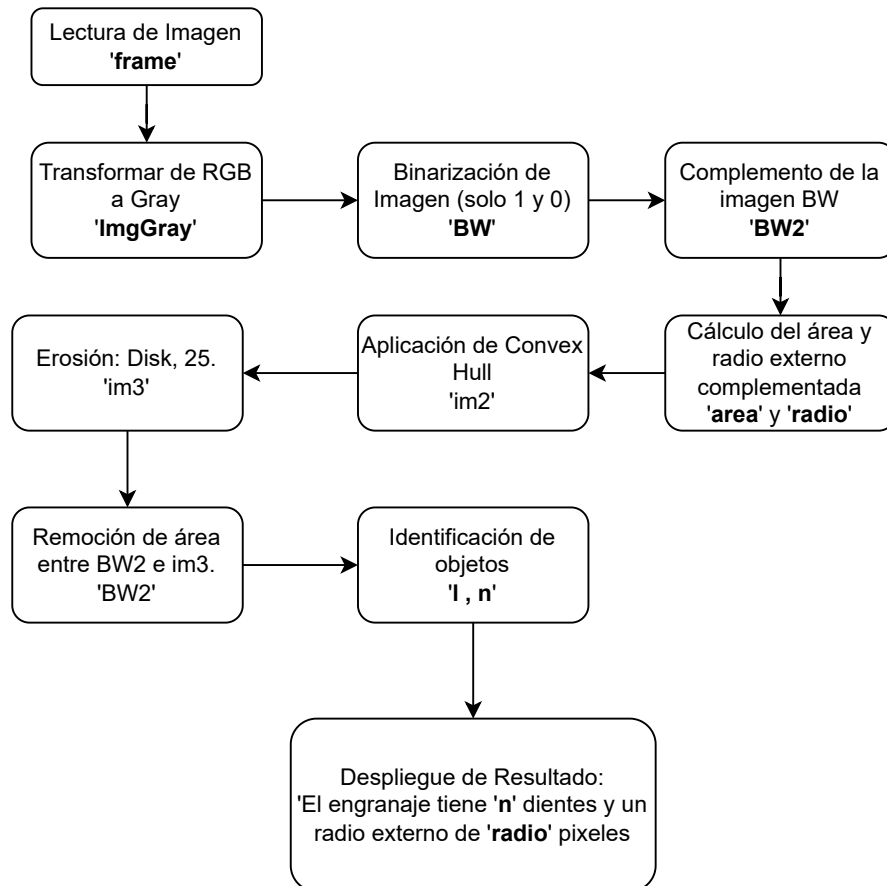 Lectura de Imagen
'frame'
Transformar de RGB
a Gray
'ImgGray'
Binarización de
Imagen (solo 1 y 0)
'BW'
Complemento de la
imagen BW
'BW2'
Cálculo del área y
radio externo
complementada
'area' y 'radio'
Aplicación de Convex
Hull
'im2'
Erosión: Disk, 25.
'im3'
Remoción de área
entre BW2 e im3.
'BW2'
Identificación de
objetos
'l , n'
Despliegue de Resultado:
'El engranaje tiene 'n' dientes y un
radio externo de 'radio' pixeles